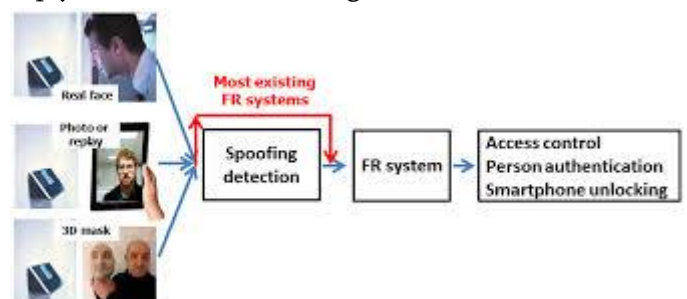 Real face
Most existing
FR systems
Photo or
replay
Spoofing
detection
FR system
Access control
Person authentication
Smartphone unlocking
3D mask